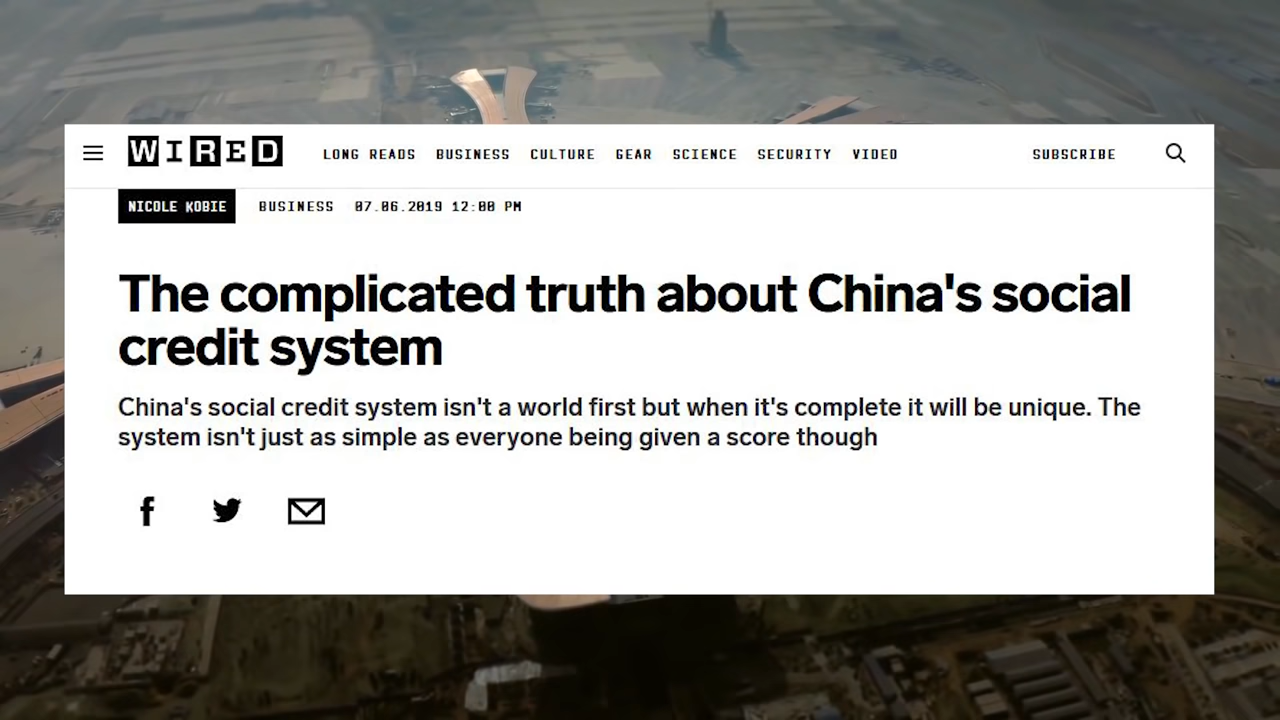 WIRED LONG READS BUSINESS CULTURE GEAR SCIENCE SECURITY VIDEO SUBSCRIBE
NICOLE KOBIE BUSINESS 07.06.2019 12:00 PM
The complicated truth about China's social
credit system
China's social credit system isn't a world first but when it's complete it will be unique. The
system isn't just as simple as everyone being given a score though